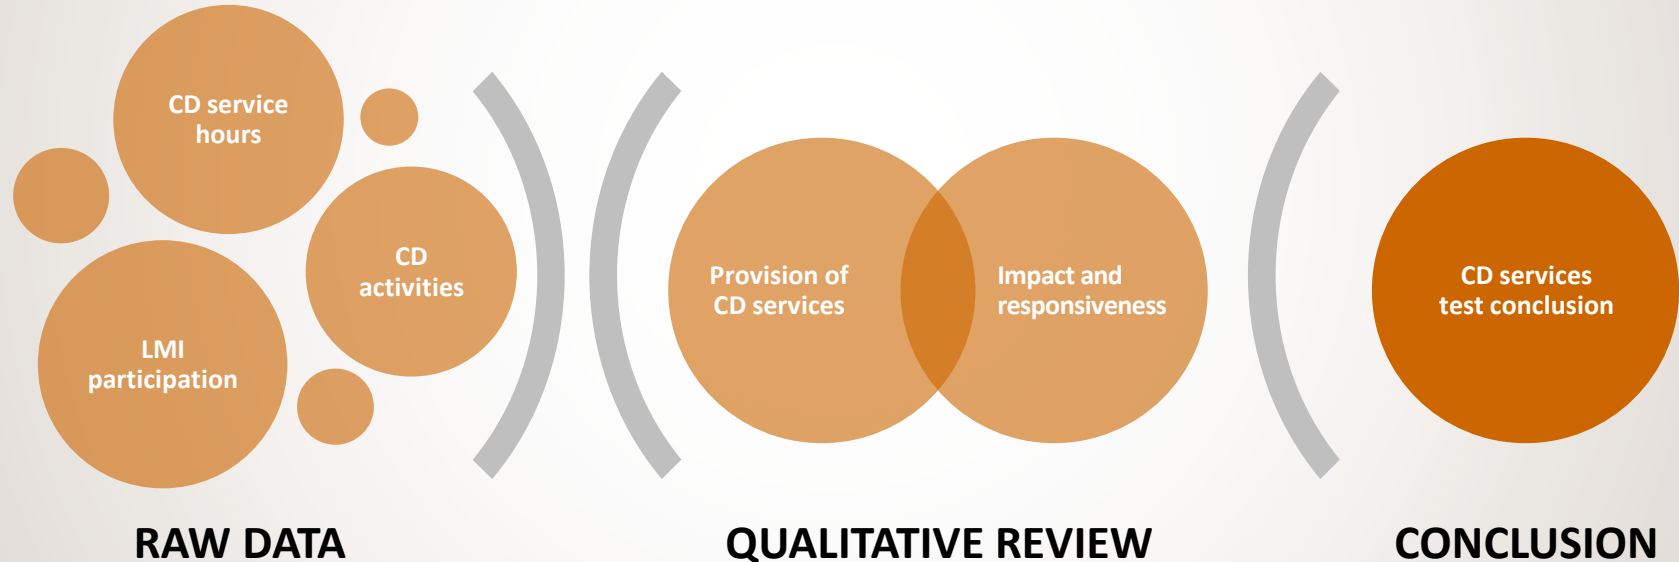 CD service
hours
CD
activities
LMI
participation
RAW DATA
Provision of
CD services
Impact and
responsiveness
QUALITATIVE REVIEW
CD services
test conclusion
CONCLUSION